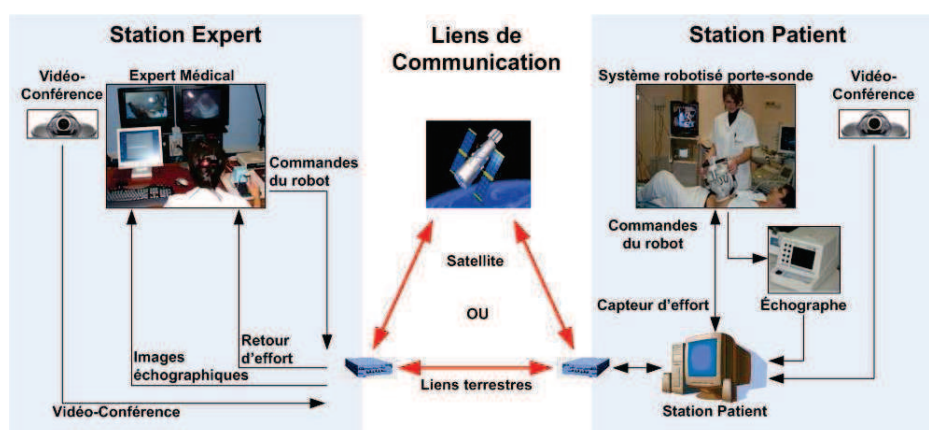 Station Expert
Expert Médical
Vidéo-
Conférence
Commandes
du robot
Retour
d'effort
Images
échographiques
Vidéo-Conférence
Liens de
Communication
Satellite
OU
Liens terrestres
Station Patient
Système robotisé porte-sonde
Vidéo-
Conférence
Commandes
du robot
Capteur d'effort
Échographe
Station Patient